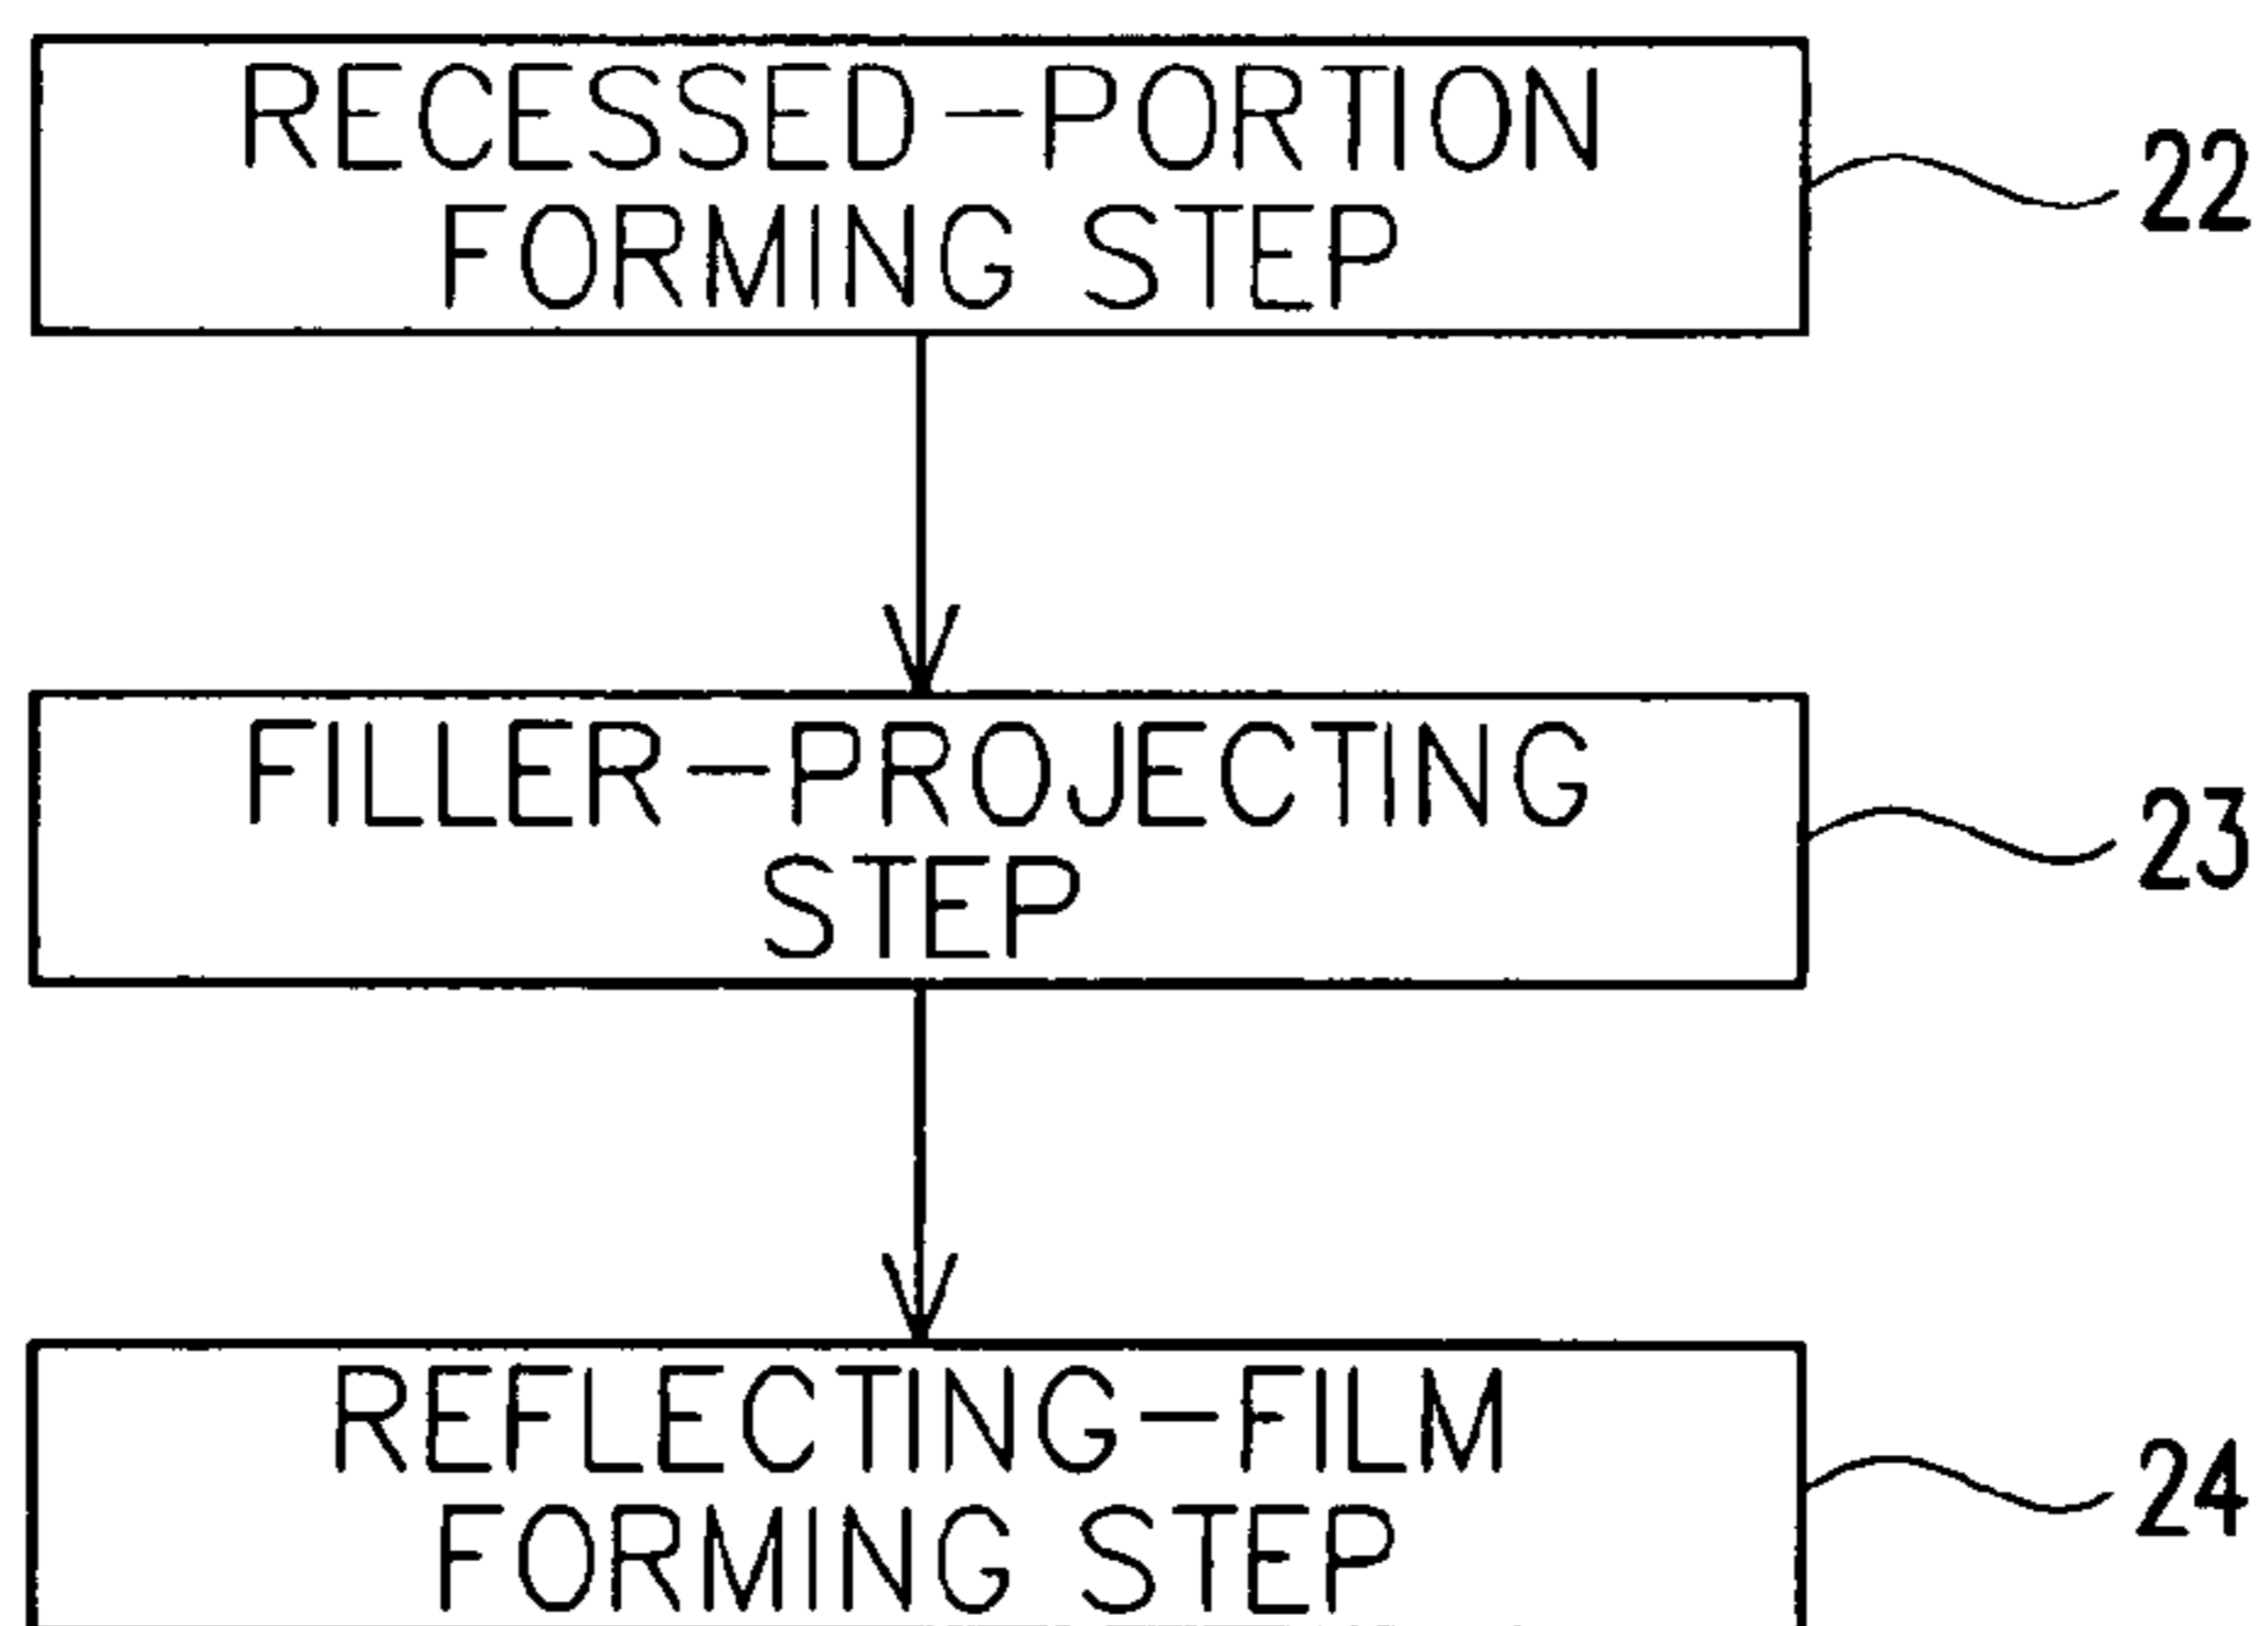 RECESSED-PORTION
FORMING STEP
22
FILLER-PROJECTING
STEP
23
REFLECTING-FILM
FORMING STEP
24